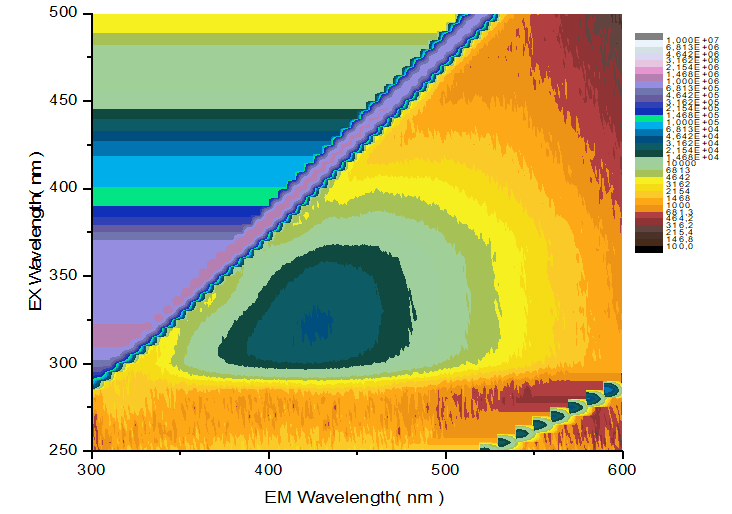 500
450
400
350
300
250
EX Wavelength( nm )
300
400
500
600
EM Wavelength( nm )
1,000E+07
6,813E+06
4,642E+06
3,162E+06
2,154E+06
1,468E+06
1,000E+06
6,813E+05
4,642E+05
3,162E+05
2,154E+05
1,468E+05
1,000E+05
6,813E+04
4,642E+04
3,162E+04
2,154E+04
1,468E+04
10000
6813
4642
3162
2154
1468
1000
681,3
464,2
316,2
215,4
146,8
100,0